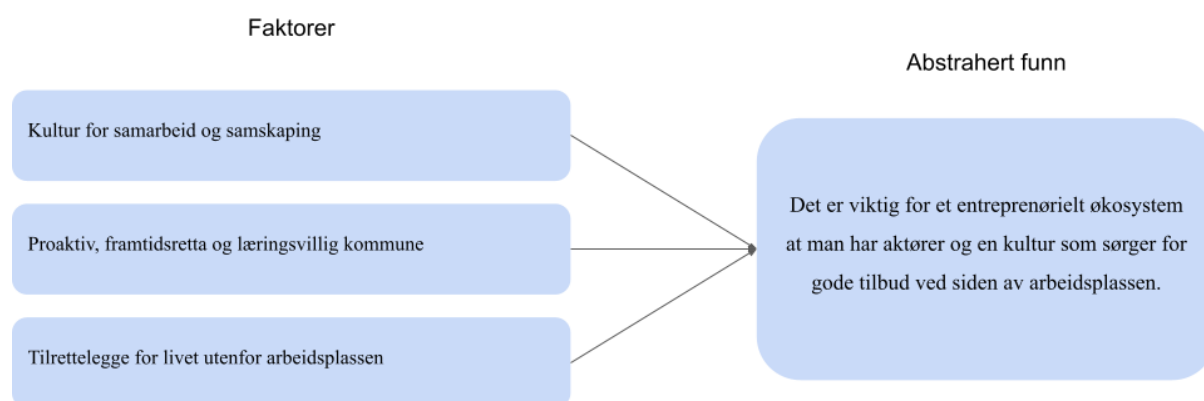 Faktorer
Kultur for samarbeid og samskaping
Proaktiv, framtidsretta og læringsvillig kommune
Tilrettelegge for livet utenfor arbeidsplassen
Abstrahert funn
Det er viktig for et entreprenørielt økosystem
at man har aktører og en kultur som sørger for
gode tilbud ved siden av arbeidsplassen.